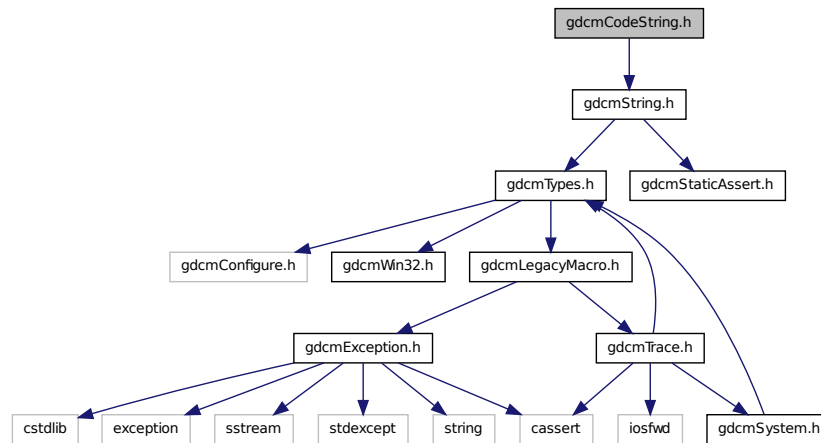 gdcmCodeString.h
gdcmString.h
gdcmTypes.h
gdcmStaticAssert.h
gdcmConfigure.h
gdcmWin32.h
gdcmLegacyMacro.h
gdcmException.h
gdcmTrace.h
cstdlib
exception
sstream
stdexcept
string
cassert
iosfwd
gdcmSystem.h